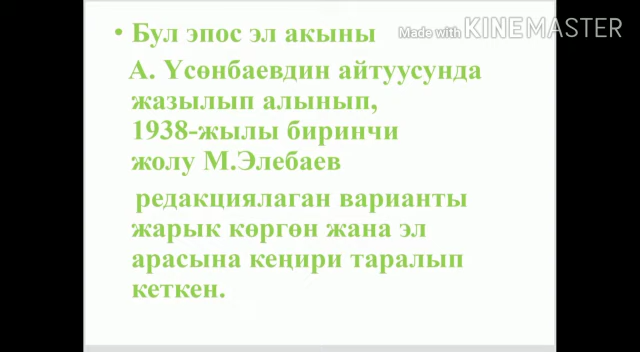 • Бул эпос эл акыны
Made with KINEMASTER
А. Үсөнбаевдин айтуусунда
жазылып алынып,
1938-жылы биринчи
жолу М.Элебаев
редакциялаган варианты
жарык көргөн жана эл
арасына кеңири таралып
кеткен.